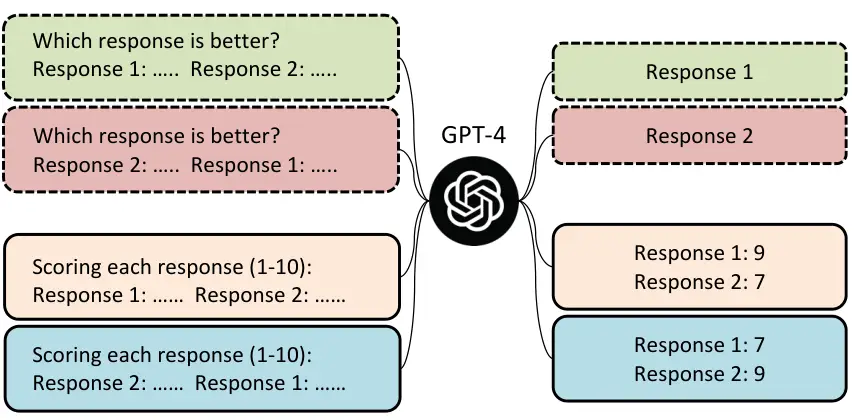 Which response is better?
Response 1: ..... Response 2: .....
Which response is better?
Response 2: ..... Response 1: .....
Scoring each response (1-10):
Response 1: ...... Response 2: ......
Scoring each response (1-10):
Response 2: ...... Response 1: ......
GPT-4
Response 1
Response 2
Response 1: 9
Response 2: 7
Response 1: 7
Response 2: 9